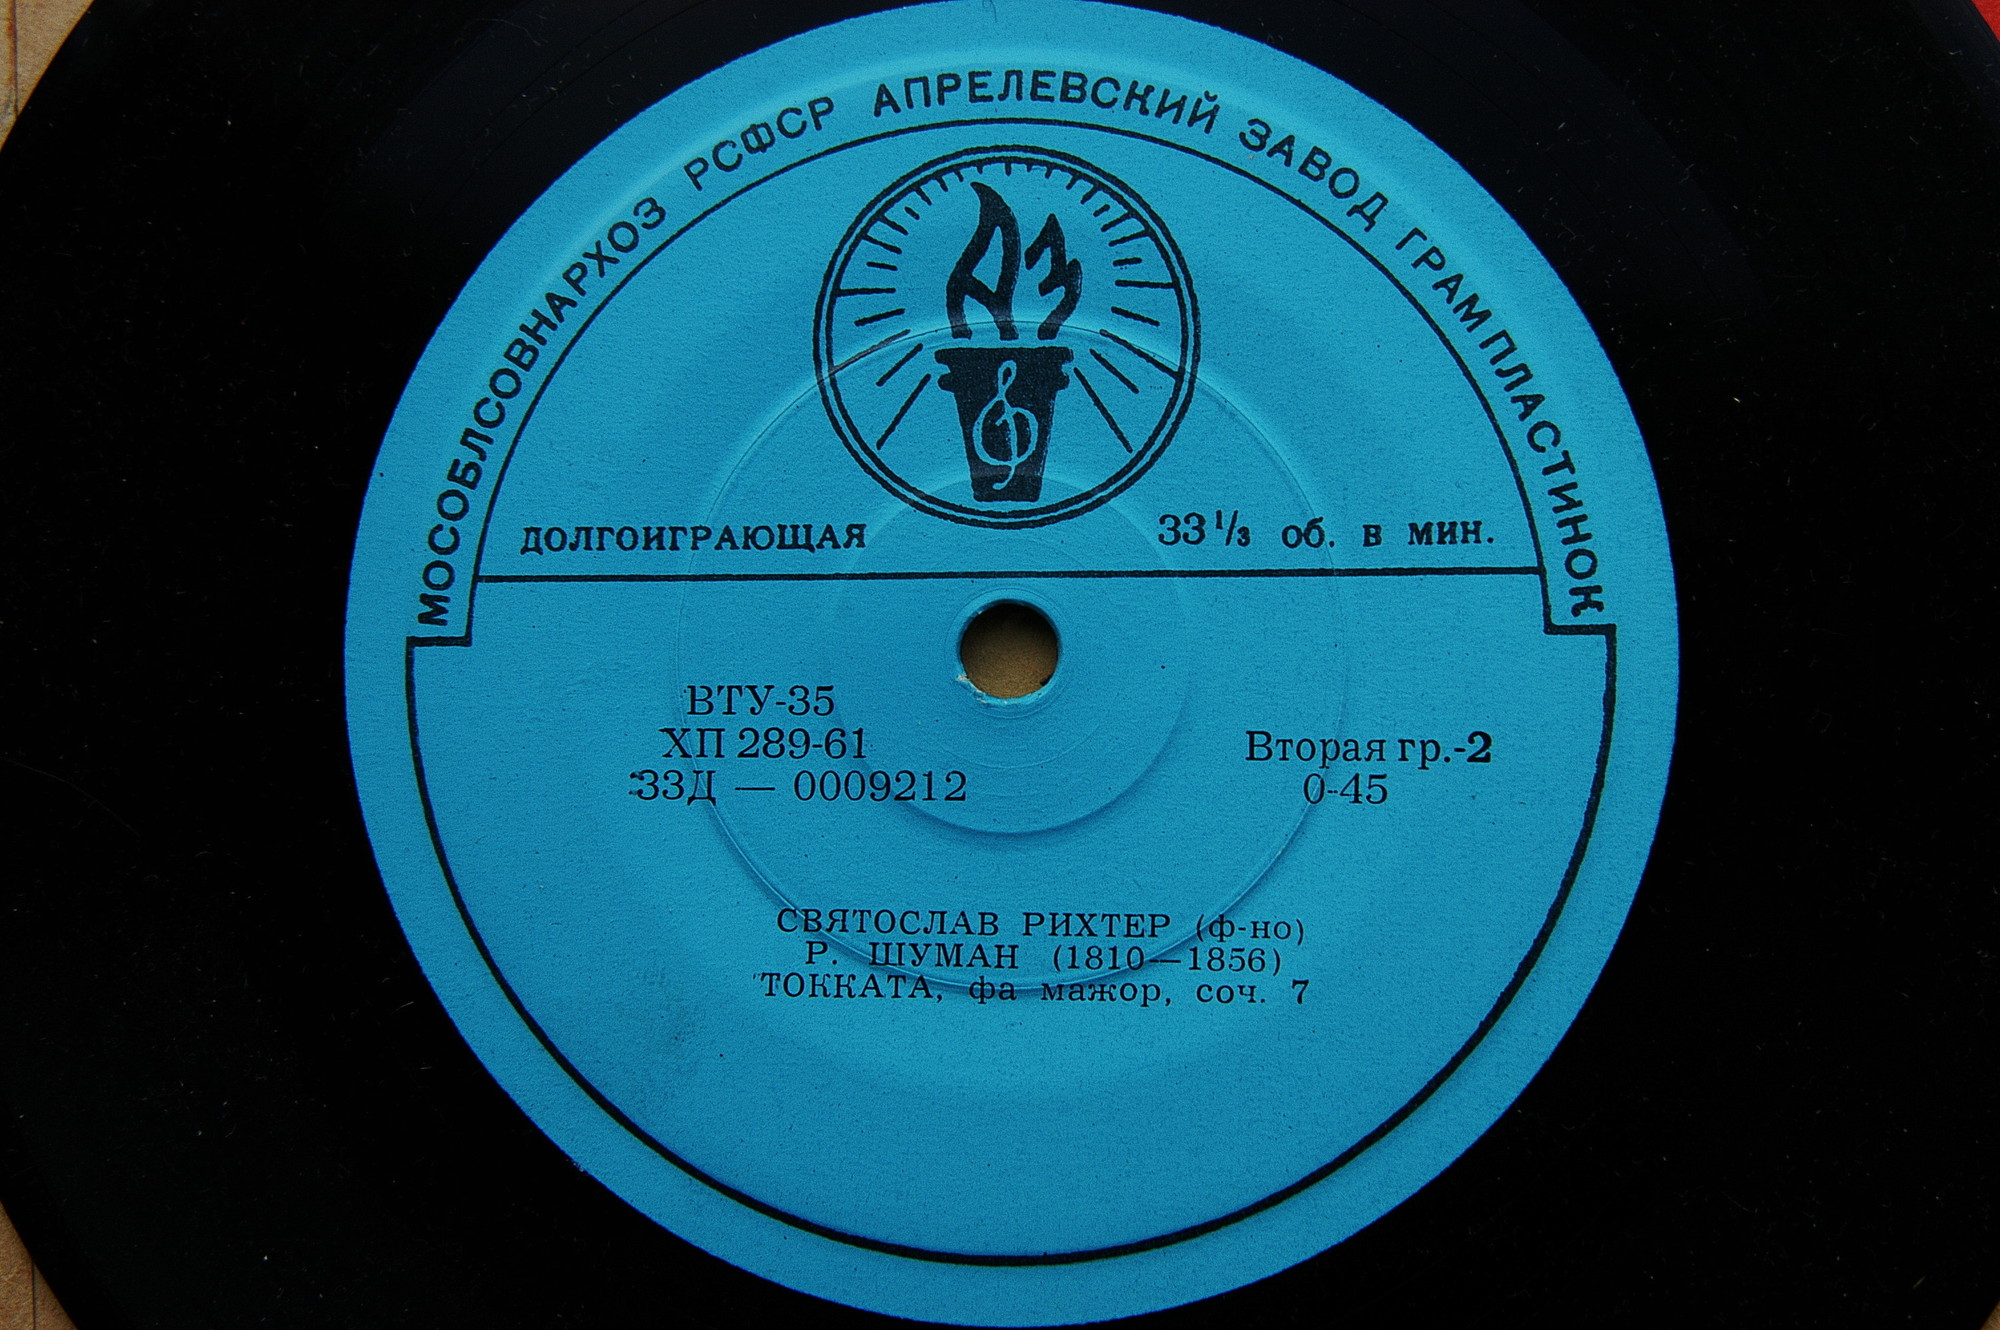 МОСОБЛСОВНАРХОЗ РСФСР АПРЕЛЕВСКИЙ ЗАВОД ГРАМПЛАСТИНОК
АЗ
ДОЛГОИГРАЮЩАЯ 33 1/3 об. в мин.
ВТУ-35
ХП 289-61 Вторая гр.-2
33Д — 0009212 0-45
СВЯТОСЛАВ РИХТЕР (ф-но)
Р. ШУМАН (1810—1856)
ТОККАТА, фа мажор, соч. 7